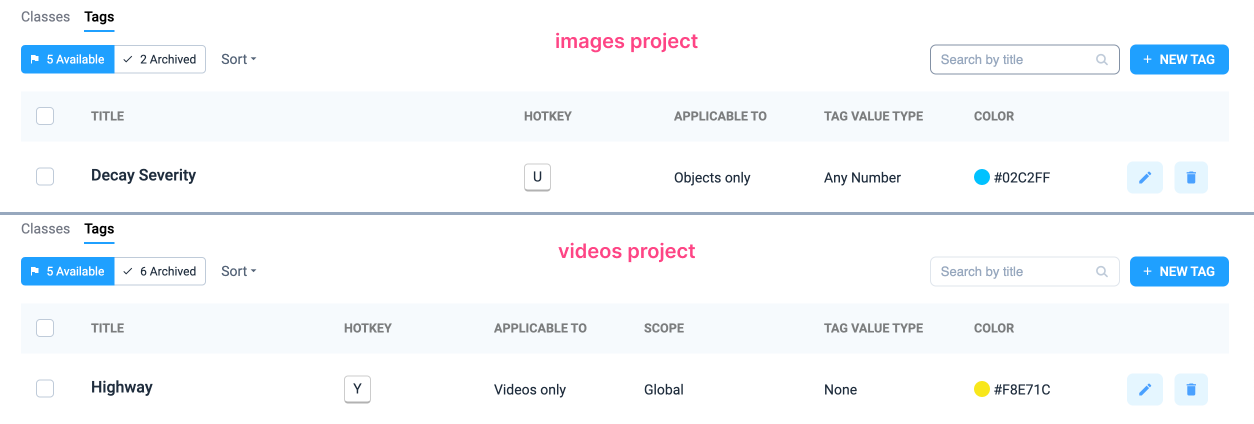 Classes Tags
images project
5 Available 2 Archived Sort Search by title + NEW TAG
TITLE HOTKEY APPLICABLE TO TAG VALUE TYPE COLOR
Decay Severity U Objects only Any Number #02C2FF
Classes Tags
videos project
5 Available 6 Archived Sort Search by title + NEW TAG
TITLE HOTKEY APPLICABLE TO SCOPE TAG VALUE TYPE COLOR
Highway Y Videos only Global None #F8E71C